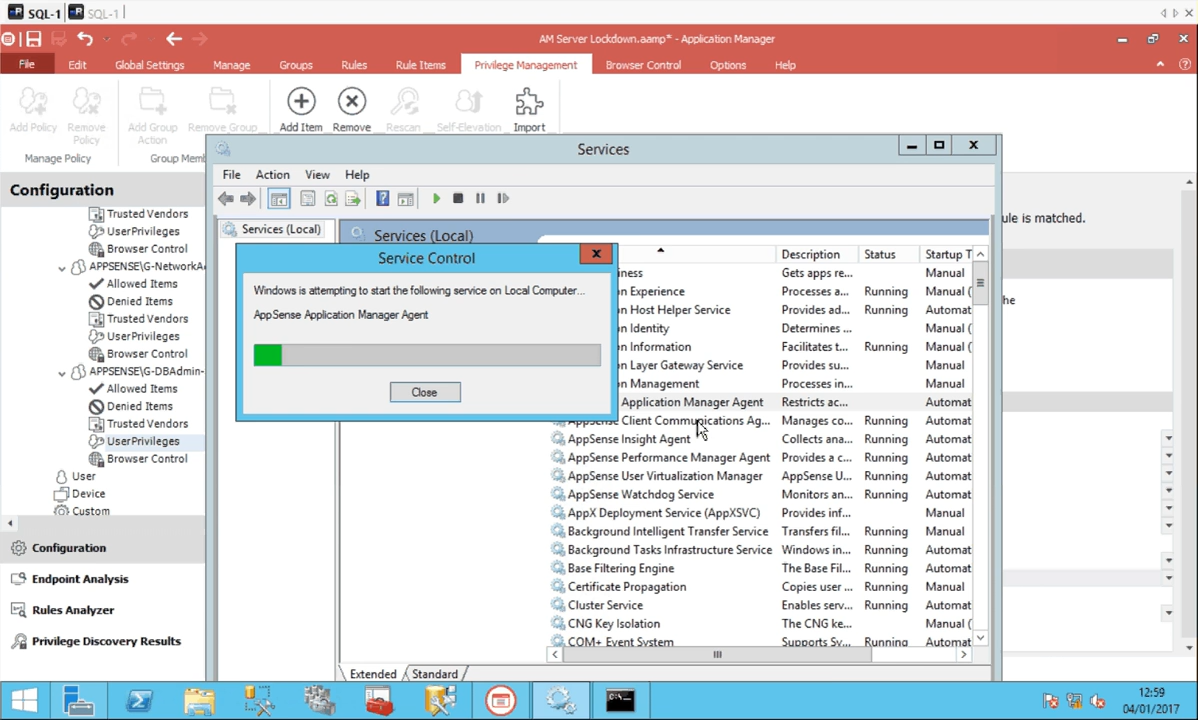 SQL-1 SQL-1
AM Server Lockdown.aamp* - Application Manager
File Edit Global Settings Manage Groups Rules Rule Items Privilege Management Browser Control Options Help
Add Policy Remove Policy Add Group Action Remove Group Add Item Remove Rescan Self-Elevation Import
Manage Policy Group Memb
Services
File Action View Help
Configuration
Trusted Vendors
UserPrivileges
Browser Control
APPSENSE\G-NetworkA
Allowed Items
Denied Items
Trusted Vendors
UserPrivileges
Browser Control
APPSENSE\G-DBAdmin-
Allowed Items
Denied Items
Trusted Vendors
UserPrivileges
Browser Control
User
Device
Custom
Configuration
Endpoint Analysis
Rules Analyzer
Privilege Discovery Results
Services (Local)
Services (Local)
Service Control
Windows is attempting to start the following service on Local Computer...
AppSense Application Manager Agent
Close
ule is matched.
he
Description Status Startup T
iness Gets apps re... Manual
n Experience Processes a... Running Manual (
n Host Helper Service Provides ad... Running Automat
n Identity Determines ... Manual (
n Information Facilitates t... Running Manual (
n Layer Gateway Service Provides su... Manual
n Management Processes in... Manual
Application Manager Agent Restricts ac... Automat
AppSense Client Communications Ag... Manages co... Running Automat
AppSense Insight Agent Collects ana... Running Automat
AppSense Performance Manager Agent Provides a c... Running Automat
AppSense User Virtualization Manager AppSense U... Running Automat
AppSense Watchdog Service Monitors an... Running Automat
AppX Deployment Service (AppXSVC) Provides inf... Manual
Background Intelligent Transfer Service Transfers fil... Running Manual
Background Tasks Infrastructure Service Windows in... Running Automat
Base Filtering Engine The Base Fil... Running Automat
Certificate Propagation Copies user ... Running Manual
Cluster Service Enables serv... Running Automat
CNG Key Isolation The CNG ke... Manual (
COM+ Event System Supports Sy... Running Automat
Extended Standard
12:59
04/01/2017